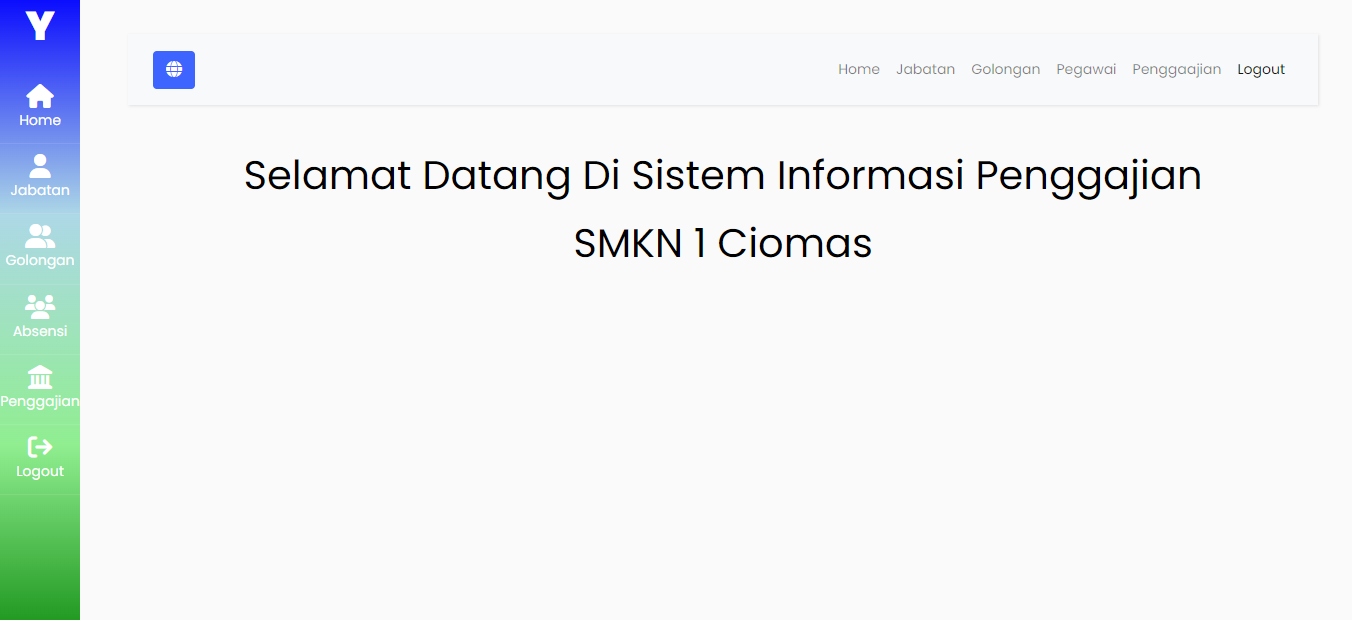 Y
Home
Jabatan
Golongan
Absensi
Penggajian
Logout
Home Jabatan Golongan Pegawai Penggaajian Logout
Selamat Datang Di Sistem Informasi Penggajian
SMKN 1 Ciomas